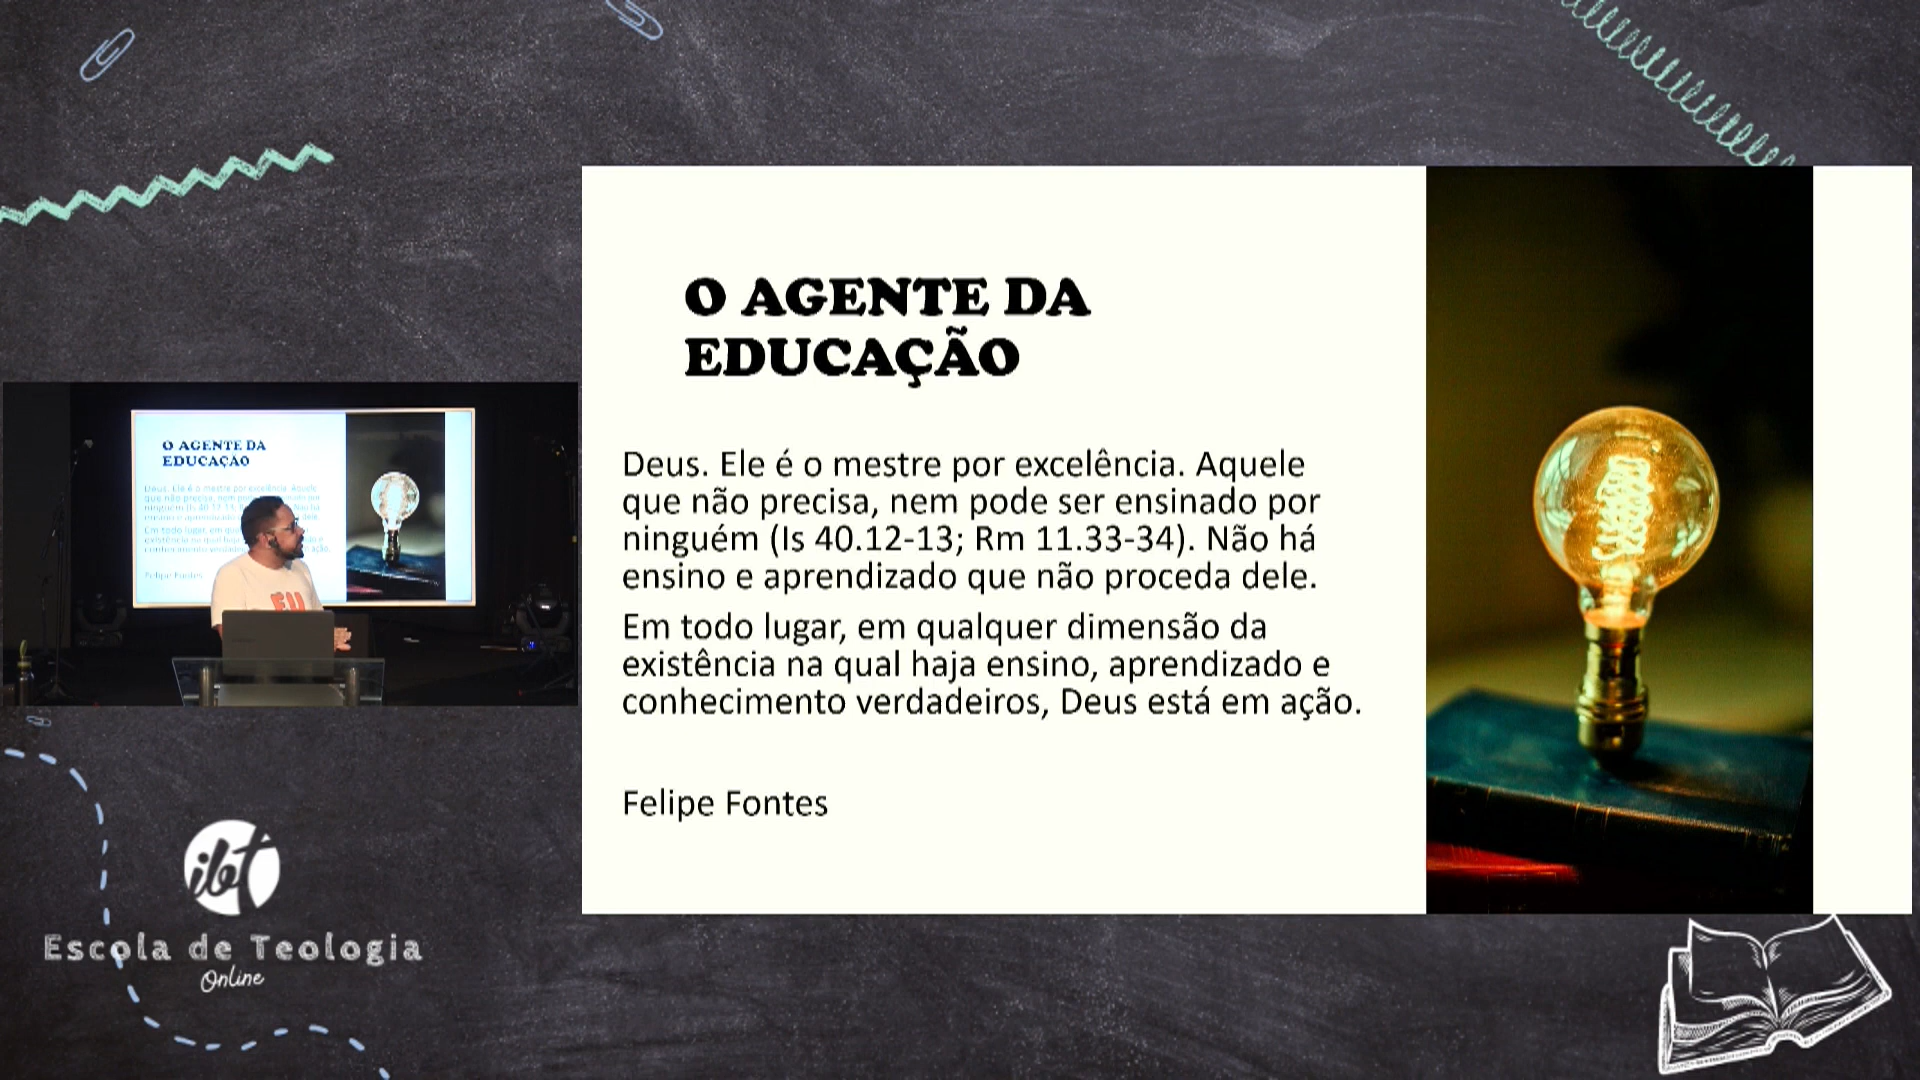 O AGENTE DA
EDUCAÇÃO
Deus. Ele é o mestre por excelência. Aquele
que não precisa, nem pode ser ensinado por
ninguém (Is 40.12-13; Rm 11.33-34). Não há
ensino e aprendizado que não proceda dele.
Em todo lugar, em qualquer dimensão da
existência na qual haja ensino, aprendizado e
conhecimento verdadeiros, Deus está em ação.
Felipe Fontes
O AGENTE DA
EDUCAÇÃO
Felipe Fontes
EU
ibt
Escola de Teologia
Online